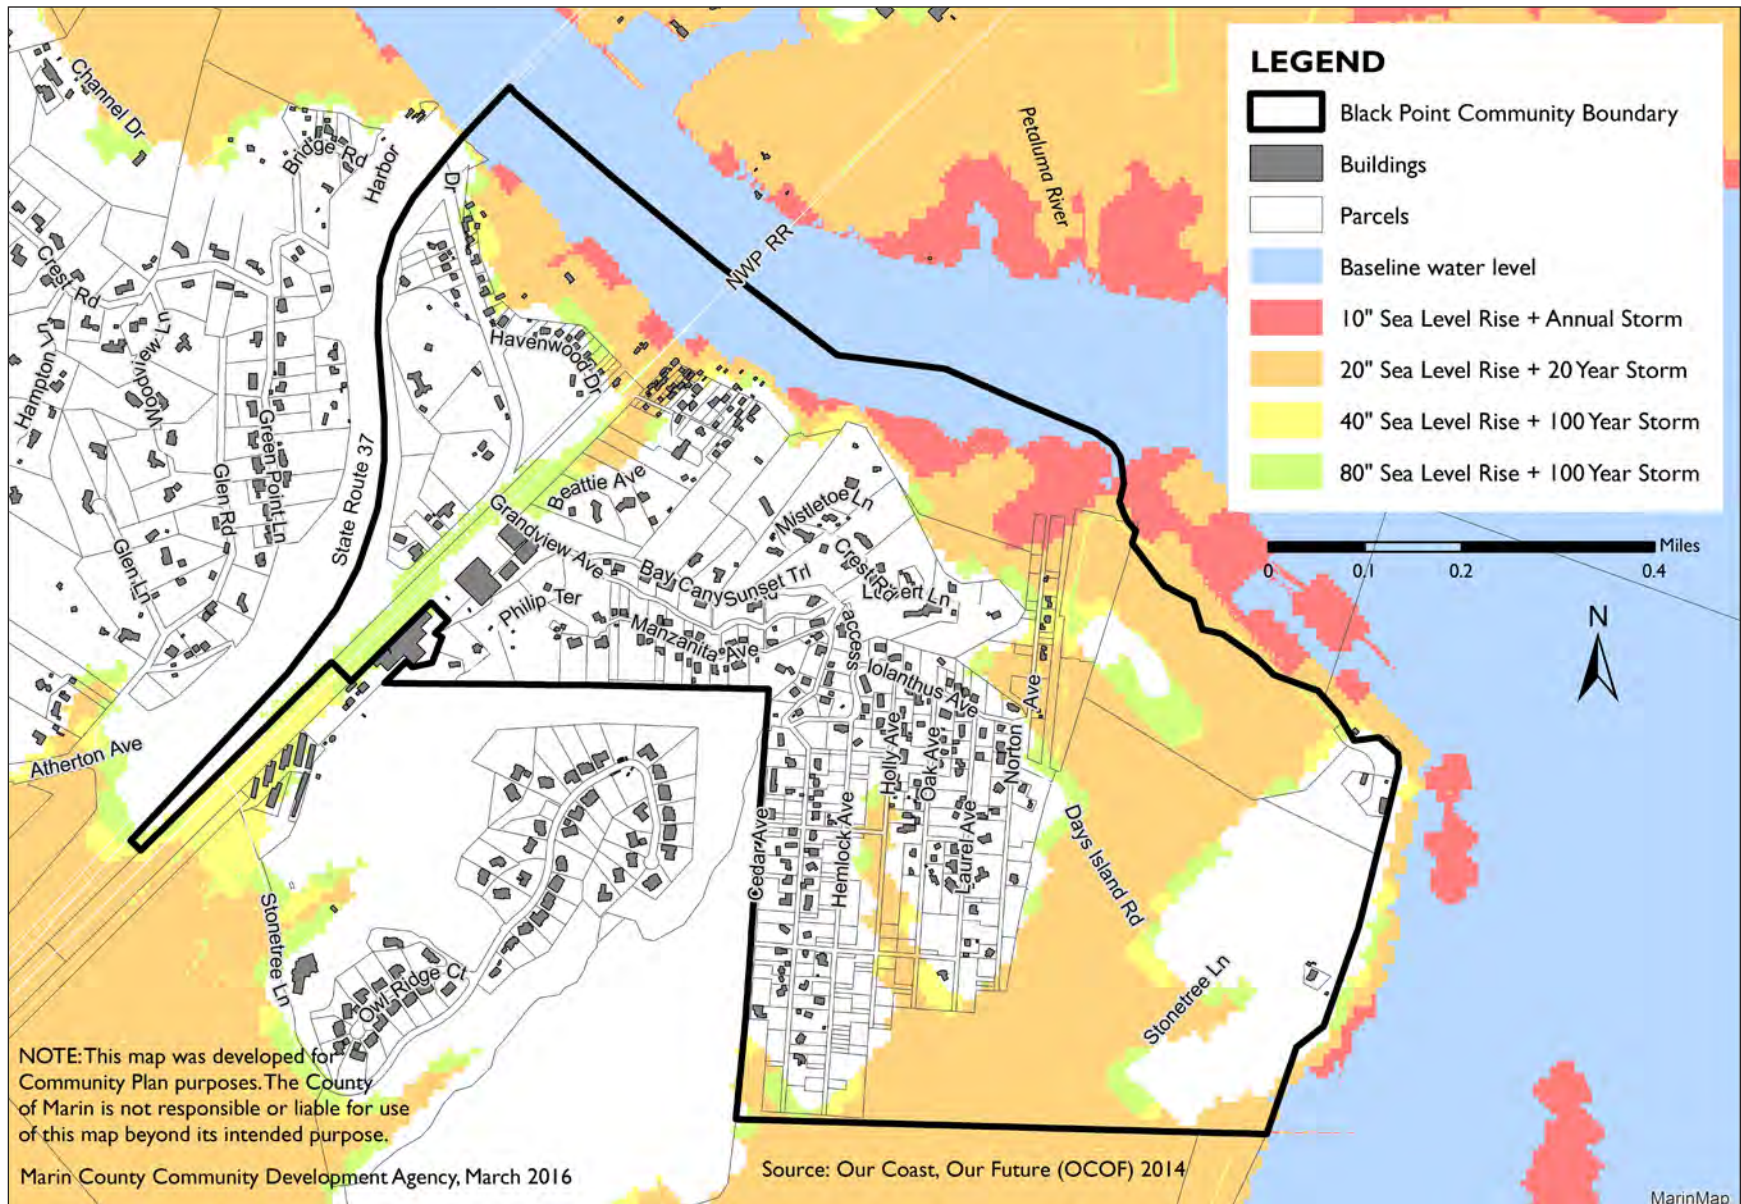 LEGEND
Black Point Community Boundary
Buildings
Parcels
Baseline water level
10" Sea Level Rise + Annual Storm
20" Sea Level Rise + 20 Year Storm
40" Sea Level Rise + 100 Year Storm
80" Sea Level Rise + 100 Year Storm
Miles
0 0.1 0.2 0.4
N
Channel Dr
Bridge Rd
Harbor
Dr
Petaluma River
NWP RR
Crest Rd
Hampton Ln
Woodview Ln
Green Point Ln
Glen Rd
Glen Ln
State Route 37
Havenwood Dr
Beattie Ave
Grandview Ave
Mistletoe Ln
Crest Rd
Bay Cany
Sunset Trl
Philip Ter
Manzanita Ave
access
Iolanthus Ave
Ave
Norton
Holly Ave
Oak Ave
Laurel Ave
Hemlock Ave
Cedar Ave
Days Island Rd
Atherton Ave
Stonetree Ln
Owl Ridge Ct
Stonetree Ln
NOTE: This map was developed for
Community Plan purposes. The County
of Marin is not responsible or liable for use
of this map beyond its intended purpose.
Marin County Community Development Agency, March 2016
Source: Our Coast, Our Future (OCOF) 2014
MarinMap